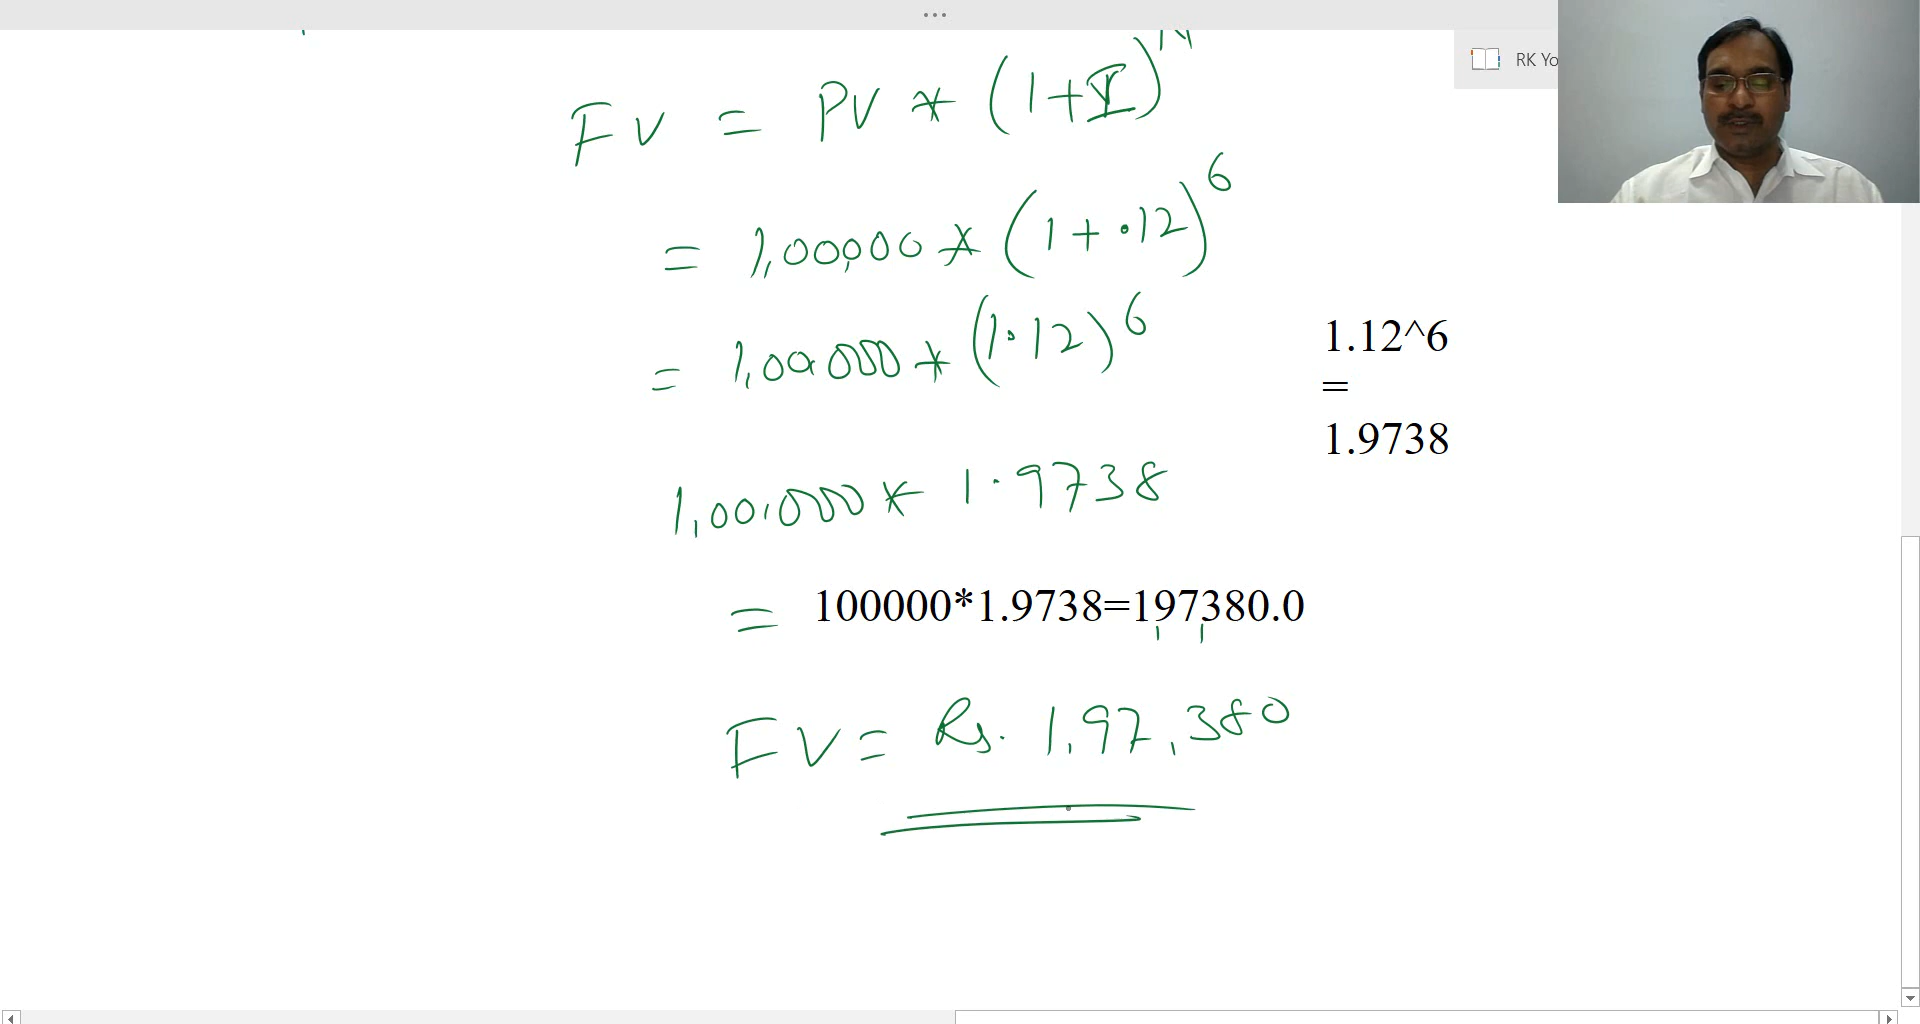 FV = PV * (1+I)^N
RK Yo
= 1,00,000 * (1+.12)^6
= 1,00,000 * (1.12)^6
1.12^6
=
1.9738
1,00,000 * 1.9738
= 100000*1.9738=197380.0
FV = Rs. 1,97,380